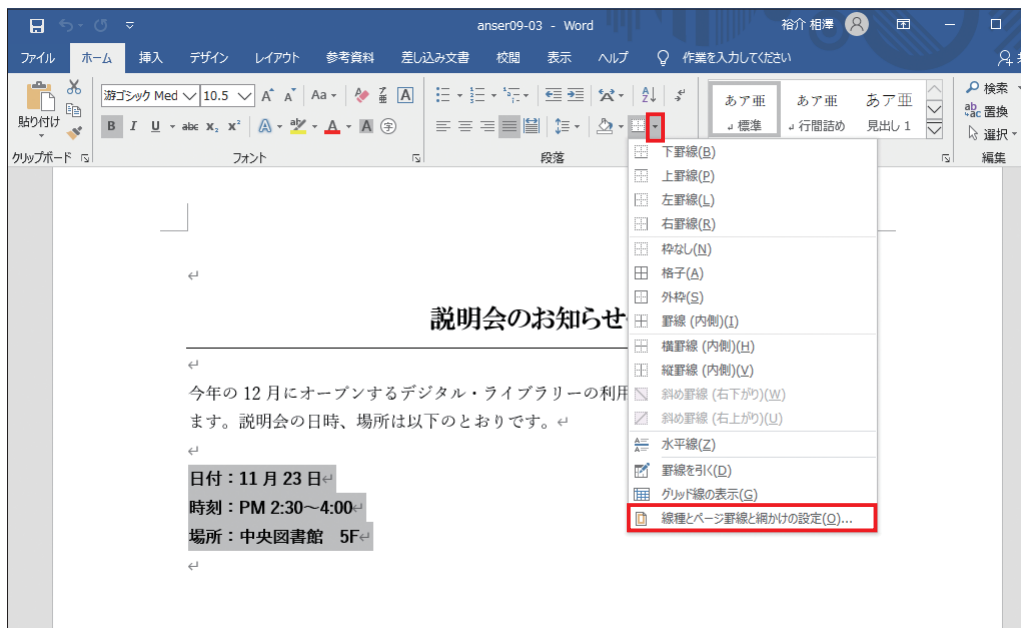 anser09-03 - Word
裕介 相澤
ファイル ホーム 挿入 デザイン レイアウト 参考資料 差し込み文書 校閲 表示 ヘルプ 作業を入力してください
貼り付け
游ゴシック Med 10.5 A A Aa A
B I U abc x₂ x² A aby A A 字
あア亜 あア亜 あア亜
標準 行間詰め 見出し 1
検索
置換
選択
クリップボード フォント 段落 編集
下罫線(B)
上罫線(P)
左罫線(L)
右罫線(R)
枠なし(N)
格子(A)
外枠(S)
罫線 (内側)(I)
横罫線 (内側)(H)
縦罫線 (内側)(V)
斜め罫線 (右下がり)(W)
斜め罫線 (右上がり)(U)
水平線(Z)
罫線を引く(D)
グリッド線の表示(G)
線種とページ罫線と網かけの設定(O)...
説明会のお知らせ
今年の 12 月にオープンするデジタル・ライブラリーの利用
ます。説明会の日時、場所は以下のとおりです。
日付：11 月 23 日
時刻：PM 2:30～4:00
場所：中央図書館　5F